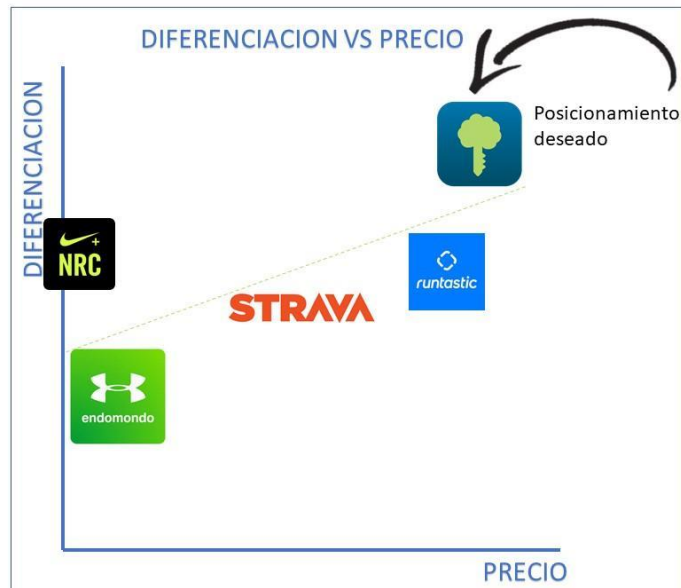 DIFERENCIACION VS PRECIO
Posicionamiento
deseado
DIFERENCIACION
+
NRC
runtastic
STRAVA
endomondo
PRECIO